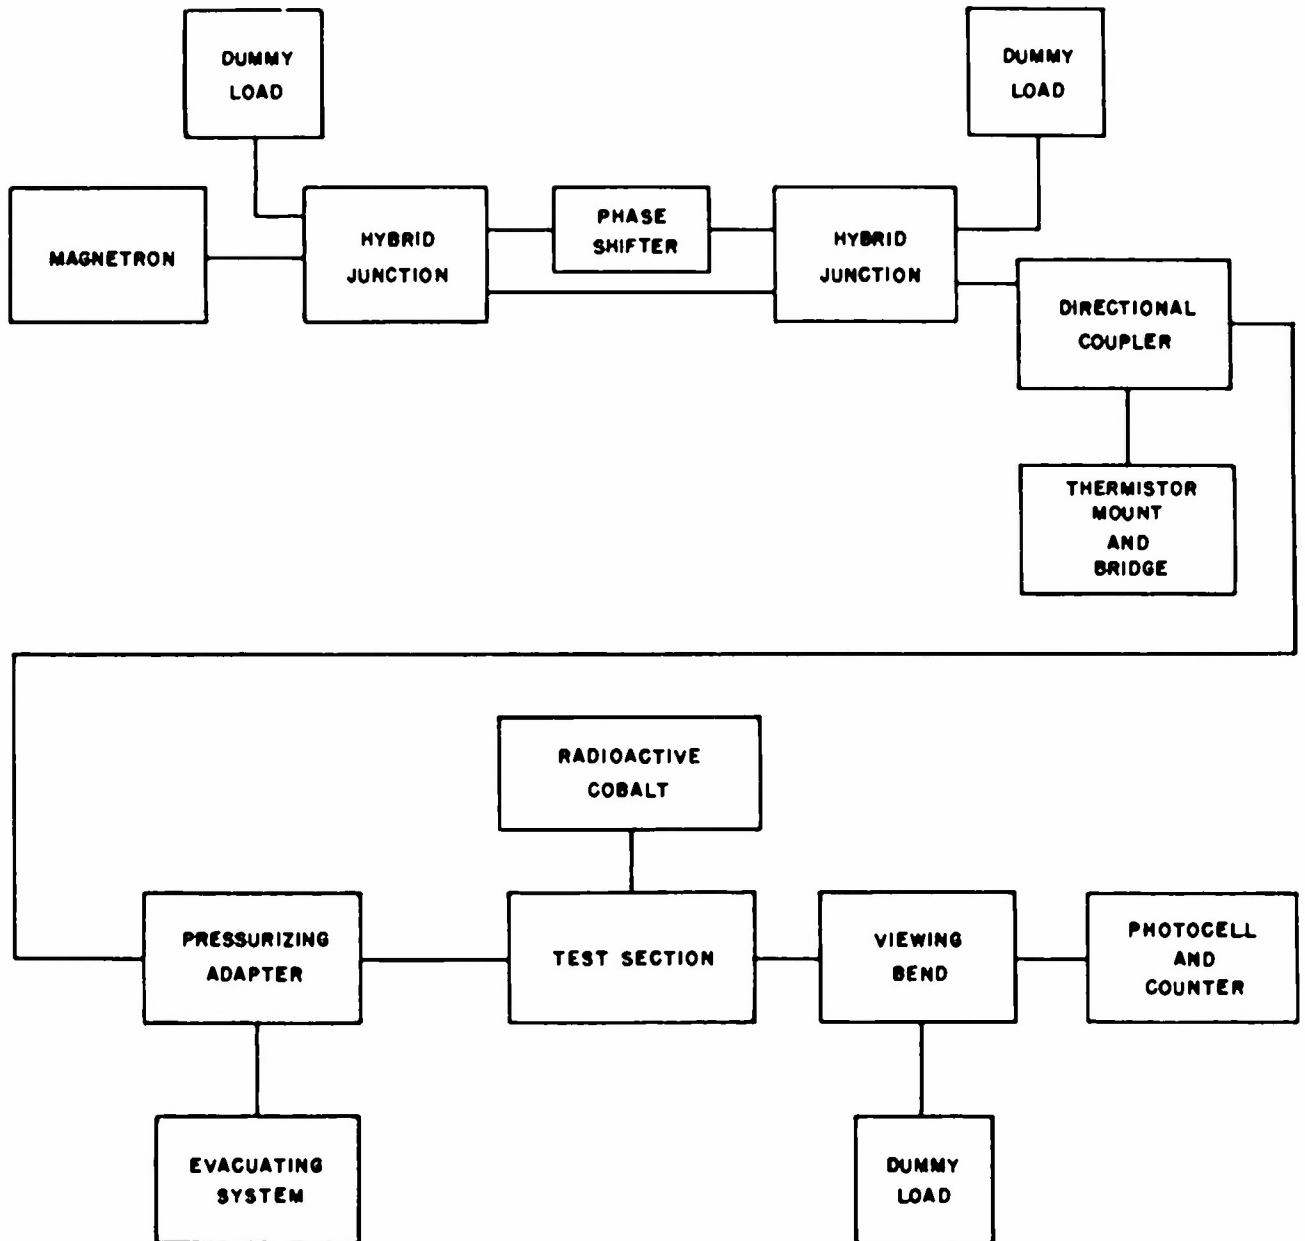 DUMMY
LOAD
DUMMY
LOAD
MAGNETRON
HYBRID
JUNCTION
PHASE
SHIFTER
HYBRID
JUNCTION
DIRECTIONAL
COUPLER
THERMISTOR
MOUNT
AND
BRIDGE
RADIOACTIVE
COBALT
PRESSURIZING
ADAPTER
TEST SECTION
VIEWING
BEND
PHOTOCELL
AND
COUNTER
EVACUATING
SYSTEM
DUMMY
LOAD